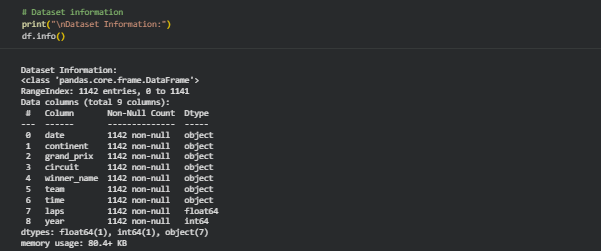 # Dataset information
print("\nDataset Information:")
df.info()
Dataset Information:
<class 'pandas.core.frame.DataFrame'>
RangeIndex: 1142 entries, 0 to 1141
Data columns (total 9 columns):
 #   Column       Non-Null Count  Dtype
---  ------       --------------  -----
 0   date         1142 non-null   object
 1   continent    1142 non-null   object
 2   grand_prix   1142 non-null   object
 3   circuit      1142 non-null   object
 4   winner_name  1142 non-null   object
 5   team         1142 non-null   object
 6   time         1142 non-null   object
 7   laps         1142 non-null   float64
 8   year         1142 non-null   int64
dtypes: float64(1), int64(1), object(7)
memory usage: 80.4+ KB